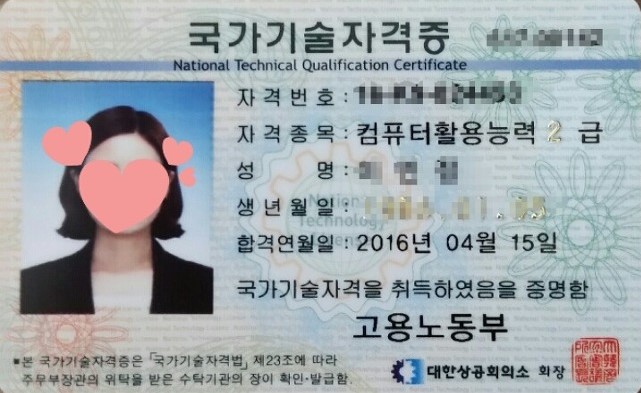 국가기술자격증
National Technical Qualification Certificate
자격번호 :
자격종목 : 컴퓨터활용능력 2 급
성 명 :
생년월일 :
합격연월일 : 2016년 04월 15일
국가기술자격을 취득하였음을 증명함
고용노동부
■본 국가기술자격증은 「국가기술자격법」 제23조에 따라
주무부장관의 위탁을 받은 수탁기관의 장이 확인·발급함.
대한상공회의소 회장